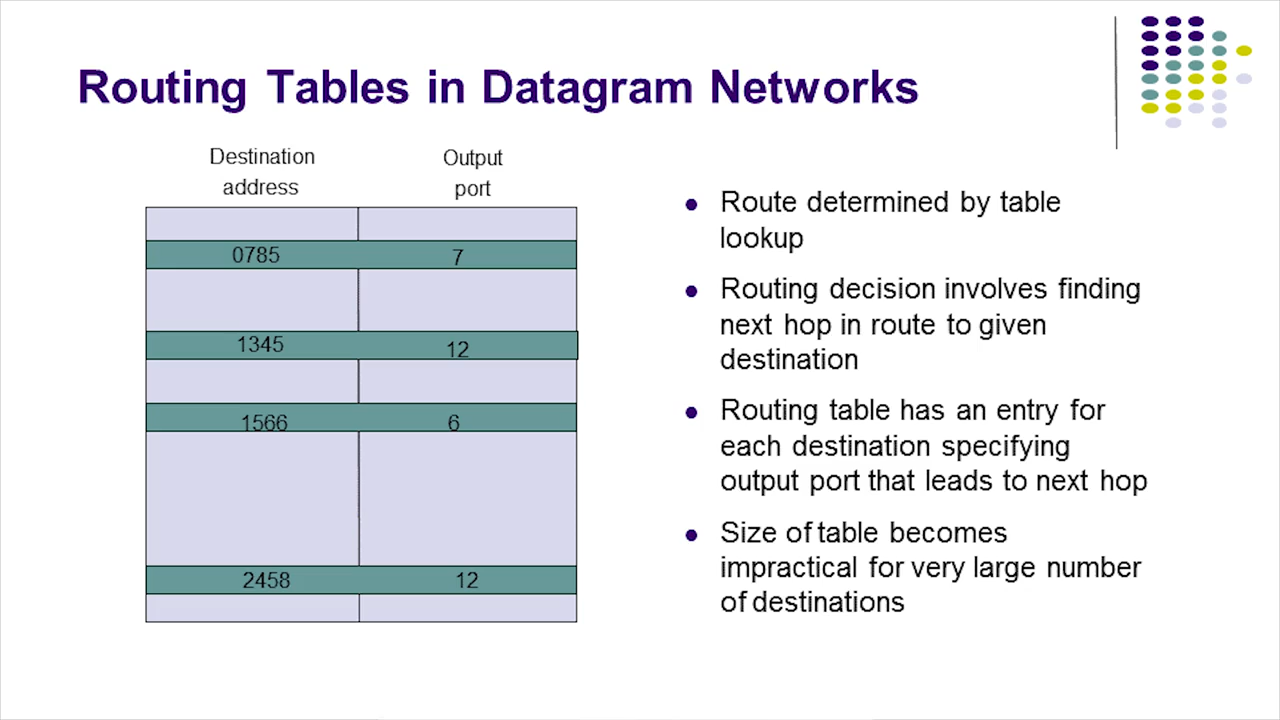 Routing Tables in Datagram Networks
Destination
address
Output
port
0785 7
1345 12
1566 6
2458 12
Route determined by table
lookup
Routing decision involves finding
next hop in route to given
destination
Routing table has an entry for
each destination specifying
output port that leads to next hop
Size of table becomes
impractical for very large number
of destinations